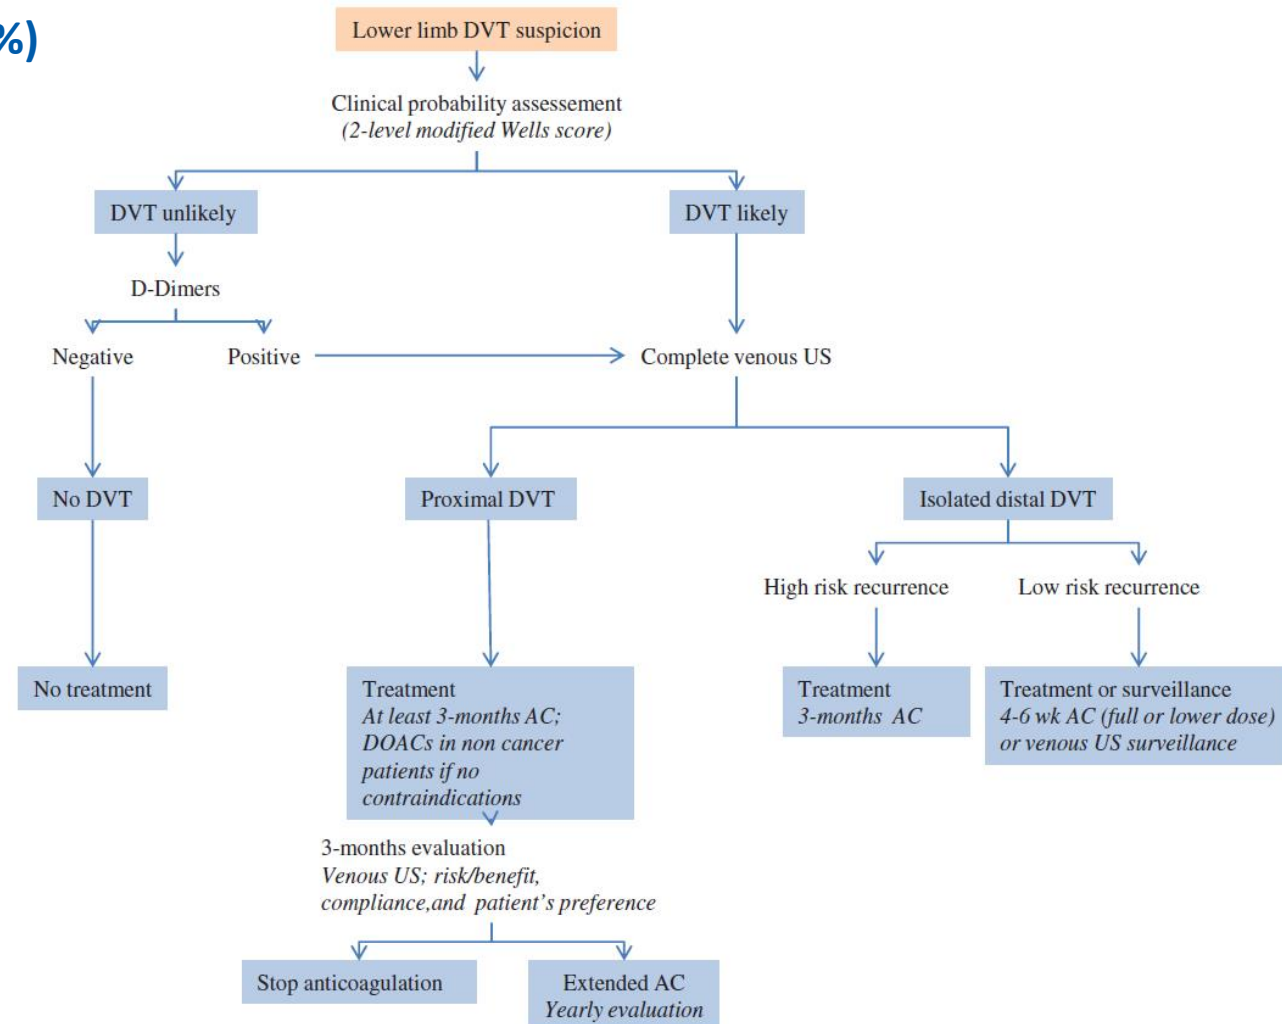 %)
Lower limb DVT suspicion
Clinical probability assessement
(2-level modified Wells score)
DVT unlikely
DVT likely
D-Dimers
Negative
Positive
Complete venous US
No DVT
Proximal DVT
Isolated distal DVT
High risk recurrence
Low risk recurrence
No treatment
Treatment
At least 3-months AC;
DOACs in non cancer
patients if no
contraindications
Treatment
3-months AC
Treatment or surveillance
4-6 wk AC (full or lower dose)
or venous US surveillance
3-months evaluation
Venous US; risk/benefit,
compliance,and patient's preference
Stop anticoagulation
Extended AC
Yearly evaluation